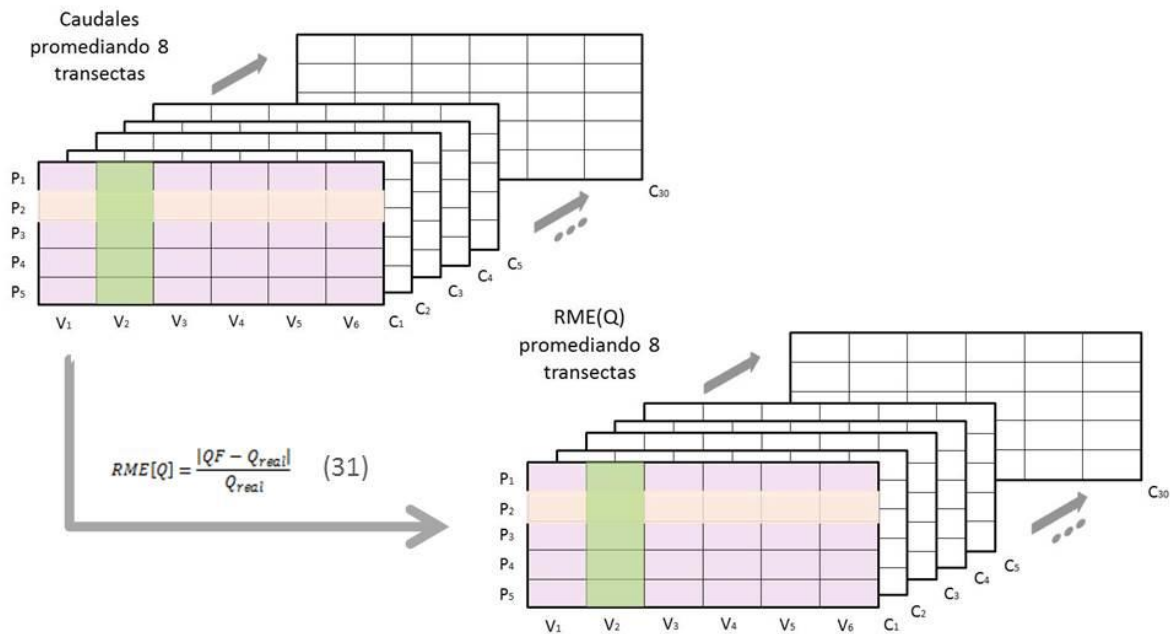 Caudales
promediando 8
transectas
P₁
P₂
P₃
P₄
P₅
V₁ V₂ V₃ V₄ V₅ V₆ C₁
C₂
C₃
C₄
C₅
C₃₀
RME[Q] = |QF − Q_real| / Q_real (31)
RME(Q)
promediando 8
transectas
P₁
P₂
P₃
P₄
P₅
V₁ V₂ V₃ V₄ V₅ V₆ C₁
C₂
C₃
C₄
C₅
C₃₀